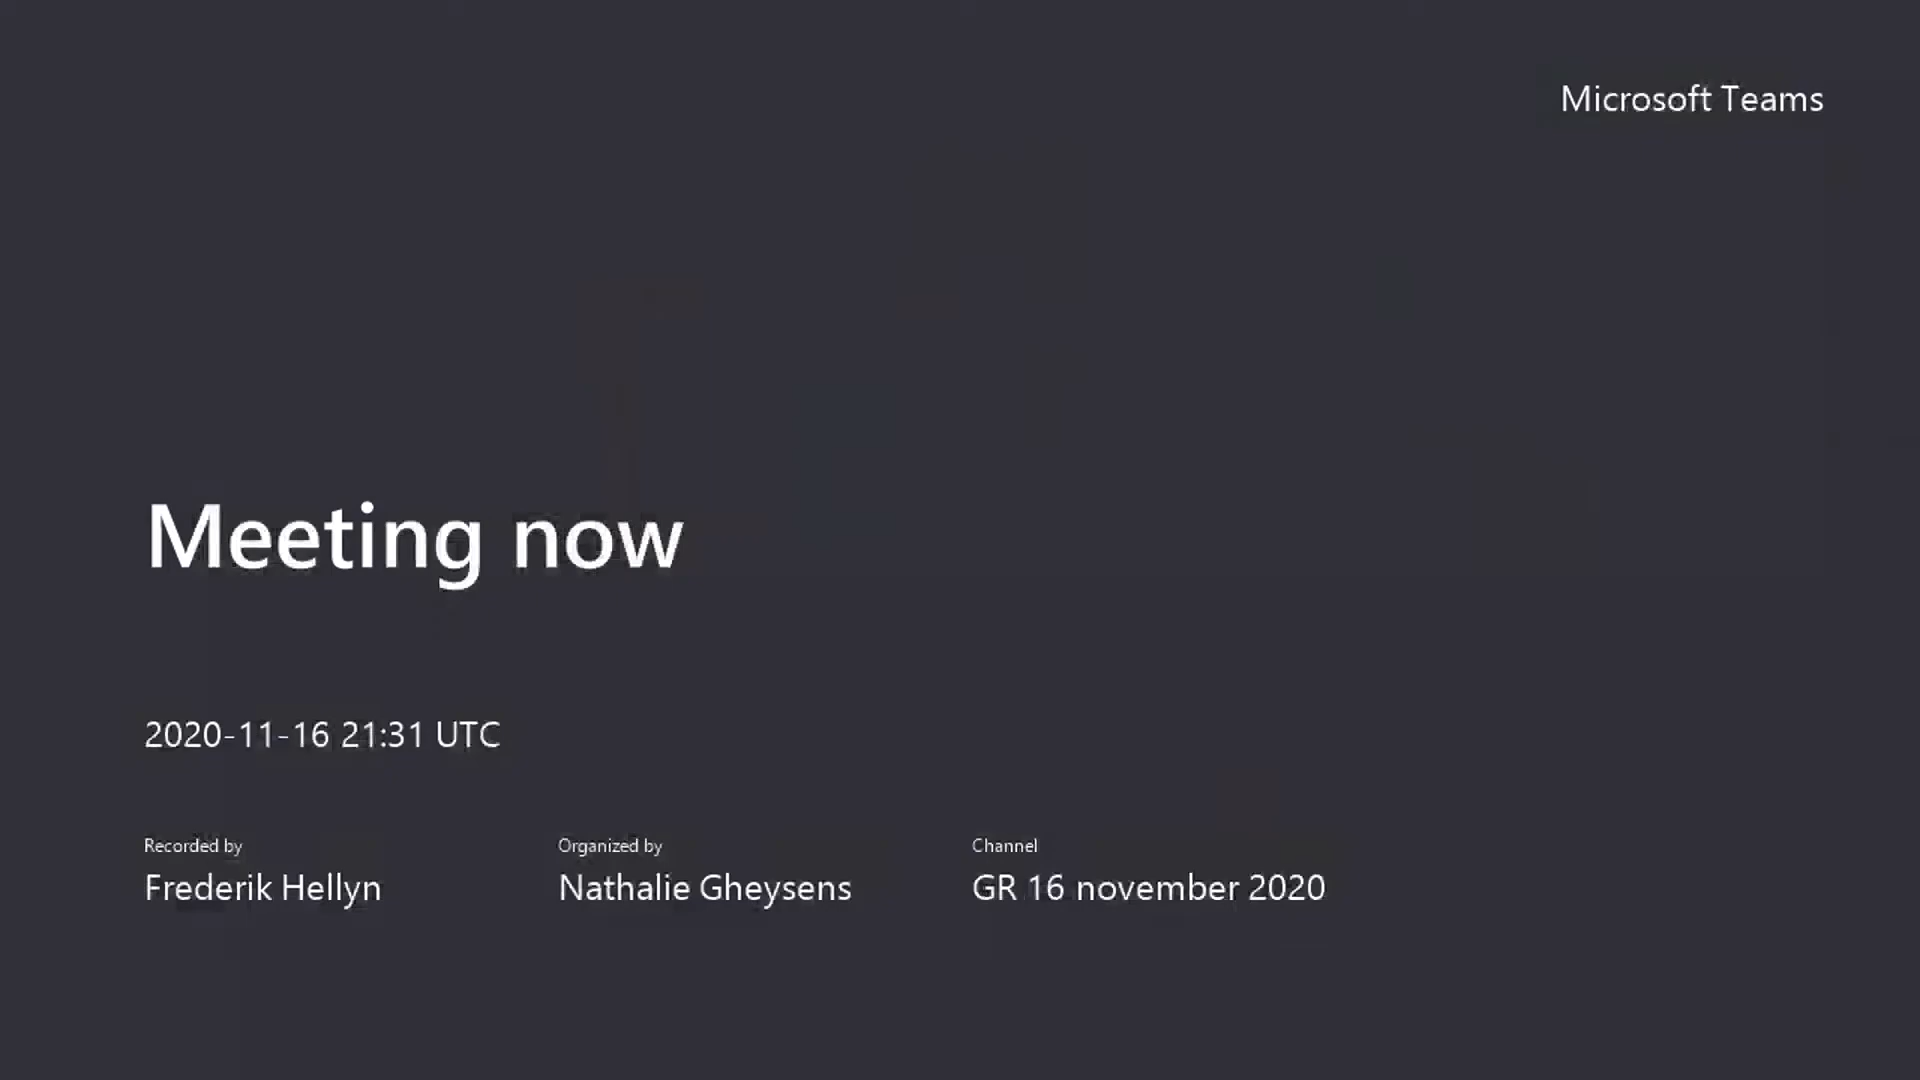 Microsoft Teams
Meeting now
2020-11-16 21:31 UTC
Recorded by
Frederik Hellyn
Organized by
Nathalie Gheysens
Channel
GR 16 november 2020